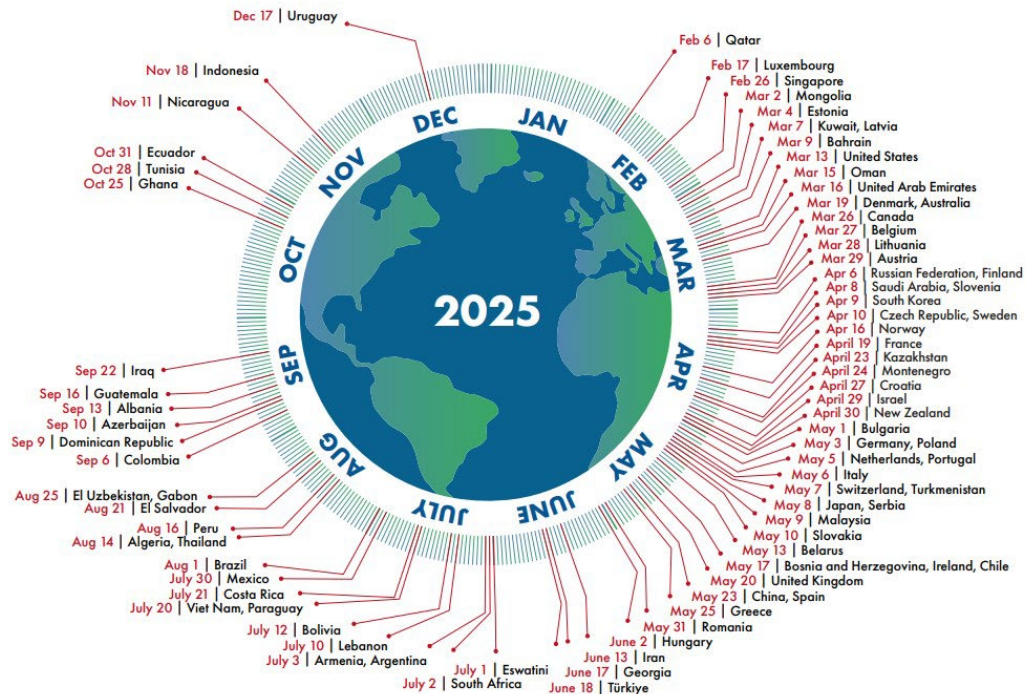 Dec 17 | Uruguay
Nov 18 | Indonesia
Nov 11 | Nicaragua
Oct 31 | Ecuador
Oct 28 | Tunisia
Oct 25 | Ghana
Feb 6 | Qatar
Feb 17 | Luxembourg
Feb 26 | Singapore
Mar 2 | Mongolia
Mar 4 | Estonia
Mar 7 | Kuwait, Latvia
Mar 9 | Bahrain
Mar 13 | United States
Mar 15 | Oman
Mar 16 | United Arab Emirates
Mar 19 | Denmark, Australia
Mar 26 | Canada
Mar 27 | Belgium
Mar 28 | Lithuania
Mar 29 | Austria
Apr 6 | Russian Federation, Finland
Apr 8 | Saudi Arabia, Slovenia
Apr 9 | South Korea
Apr 10 | Czech Republic, Sweden
Apr 16 | Norway
April 19 | France
April 23 | Kazakhstan
April 24 | Montenegro
April 27 | Croatia
April 29 | Israel
April 30 | New Zealand
May 1 | Bulgaria
May 3 | Germany, Poland
May 5 | Netherlands, Portugal
May 6 | Italy
May 7 | Switzerland, Turkmenistan
May 8 | Japan, Serbia
May 9 | Malaysia
May 10 | Slovakia
May 13 | Belarus
May 17 | Bosnia and Herzegovina, Ireland, Chile
May 20 | United Kingdom
May 23 | China, Spain
May 25 | Greece
May 31 | Romania
June 2 | Hungary
June 13 | Iran
June 17 | Georgia
June 18 | Türkiye
July 1 | Eswatini
July 2 | South Africa
July 3 | Armenia, Argentina
July 10 | Lebanon
July 12 | Bolivia
July 20 | Viet Nam, Paraguay
July 21 | Costa Rica
July 30 | Mexico
Aug 1 | Brazil
Aug 14 | Algeria, Thailand
Aug 16 | Peru
Aug 21 | El Salvador
Aug 25 | El Uzbekistan, Gabon
Sep 6 | Colombia
Sep 9 | Dominican Republic
Sep 10 | Azerbaijan
Sep 13 | Albania
Sep 16 | Guatemala
Sep 22 | Iraq
JAN
FEB
MAR
APR
MAY
JUNE
JULY
AUG
SEP
OCT
NOV
DEC
2025